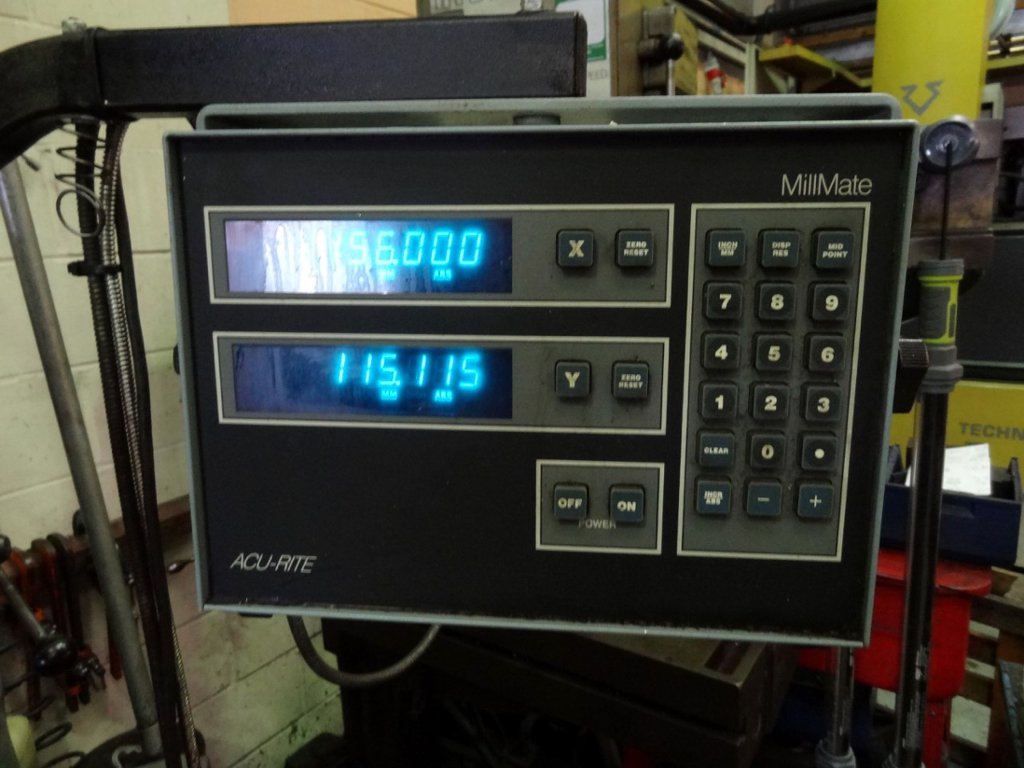 MillMate
196.000
MM ABS
X
ZERO RESET
115.115
MM ABS
Y
ZERO RESET
INCH MM
DISP RES
MID POINT
7 8 9
4 5 6
1 2 3
CLEAR 0 •
INCR ABS
- +
OFF ON
POWER
ACU-RITE
TECHN